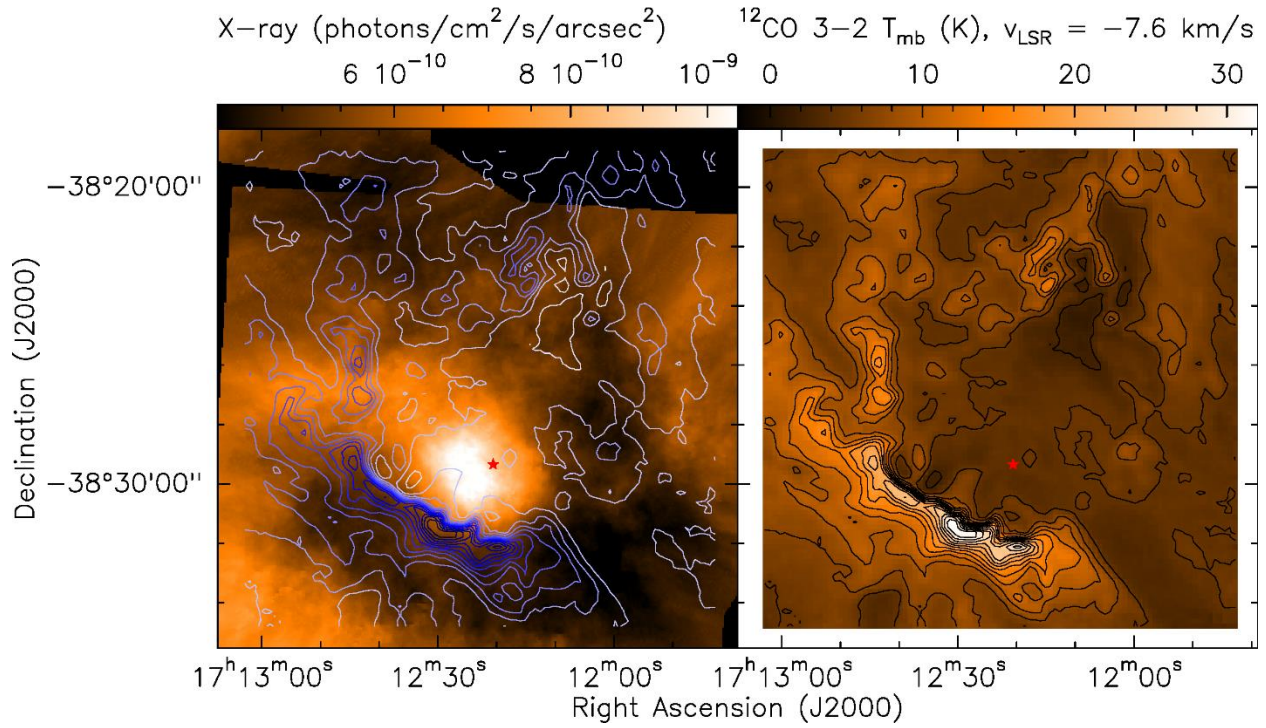 X-ray (photons/cm²/s/arcsec²)
¹²CO 3-2 T_mb (K), v_LSR = -7.6 km/s
6 10⁻¹⁰ 8 10⁻¹⁰ 10⁻⁹
0 10 20 30
Declination (J2000)
-38°20'00"
-38°30'00"
17ʰ13ᵐ00ˢ 12ᵐ30ˢ 12ᵐ00ˢ
17ʰ13ᵐ00ˢ 12ᵐ30ˢ 12ᵐ00ˢ
Right Ascension (J2000)